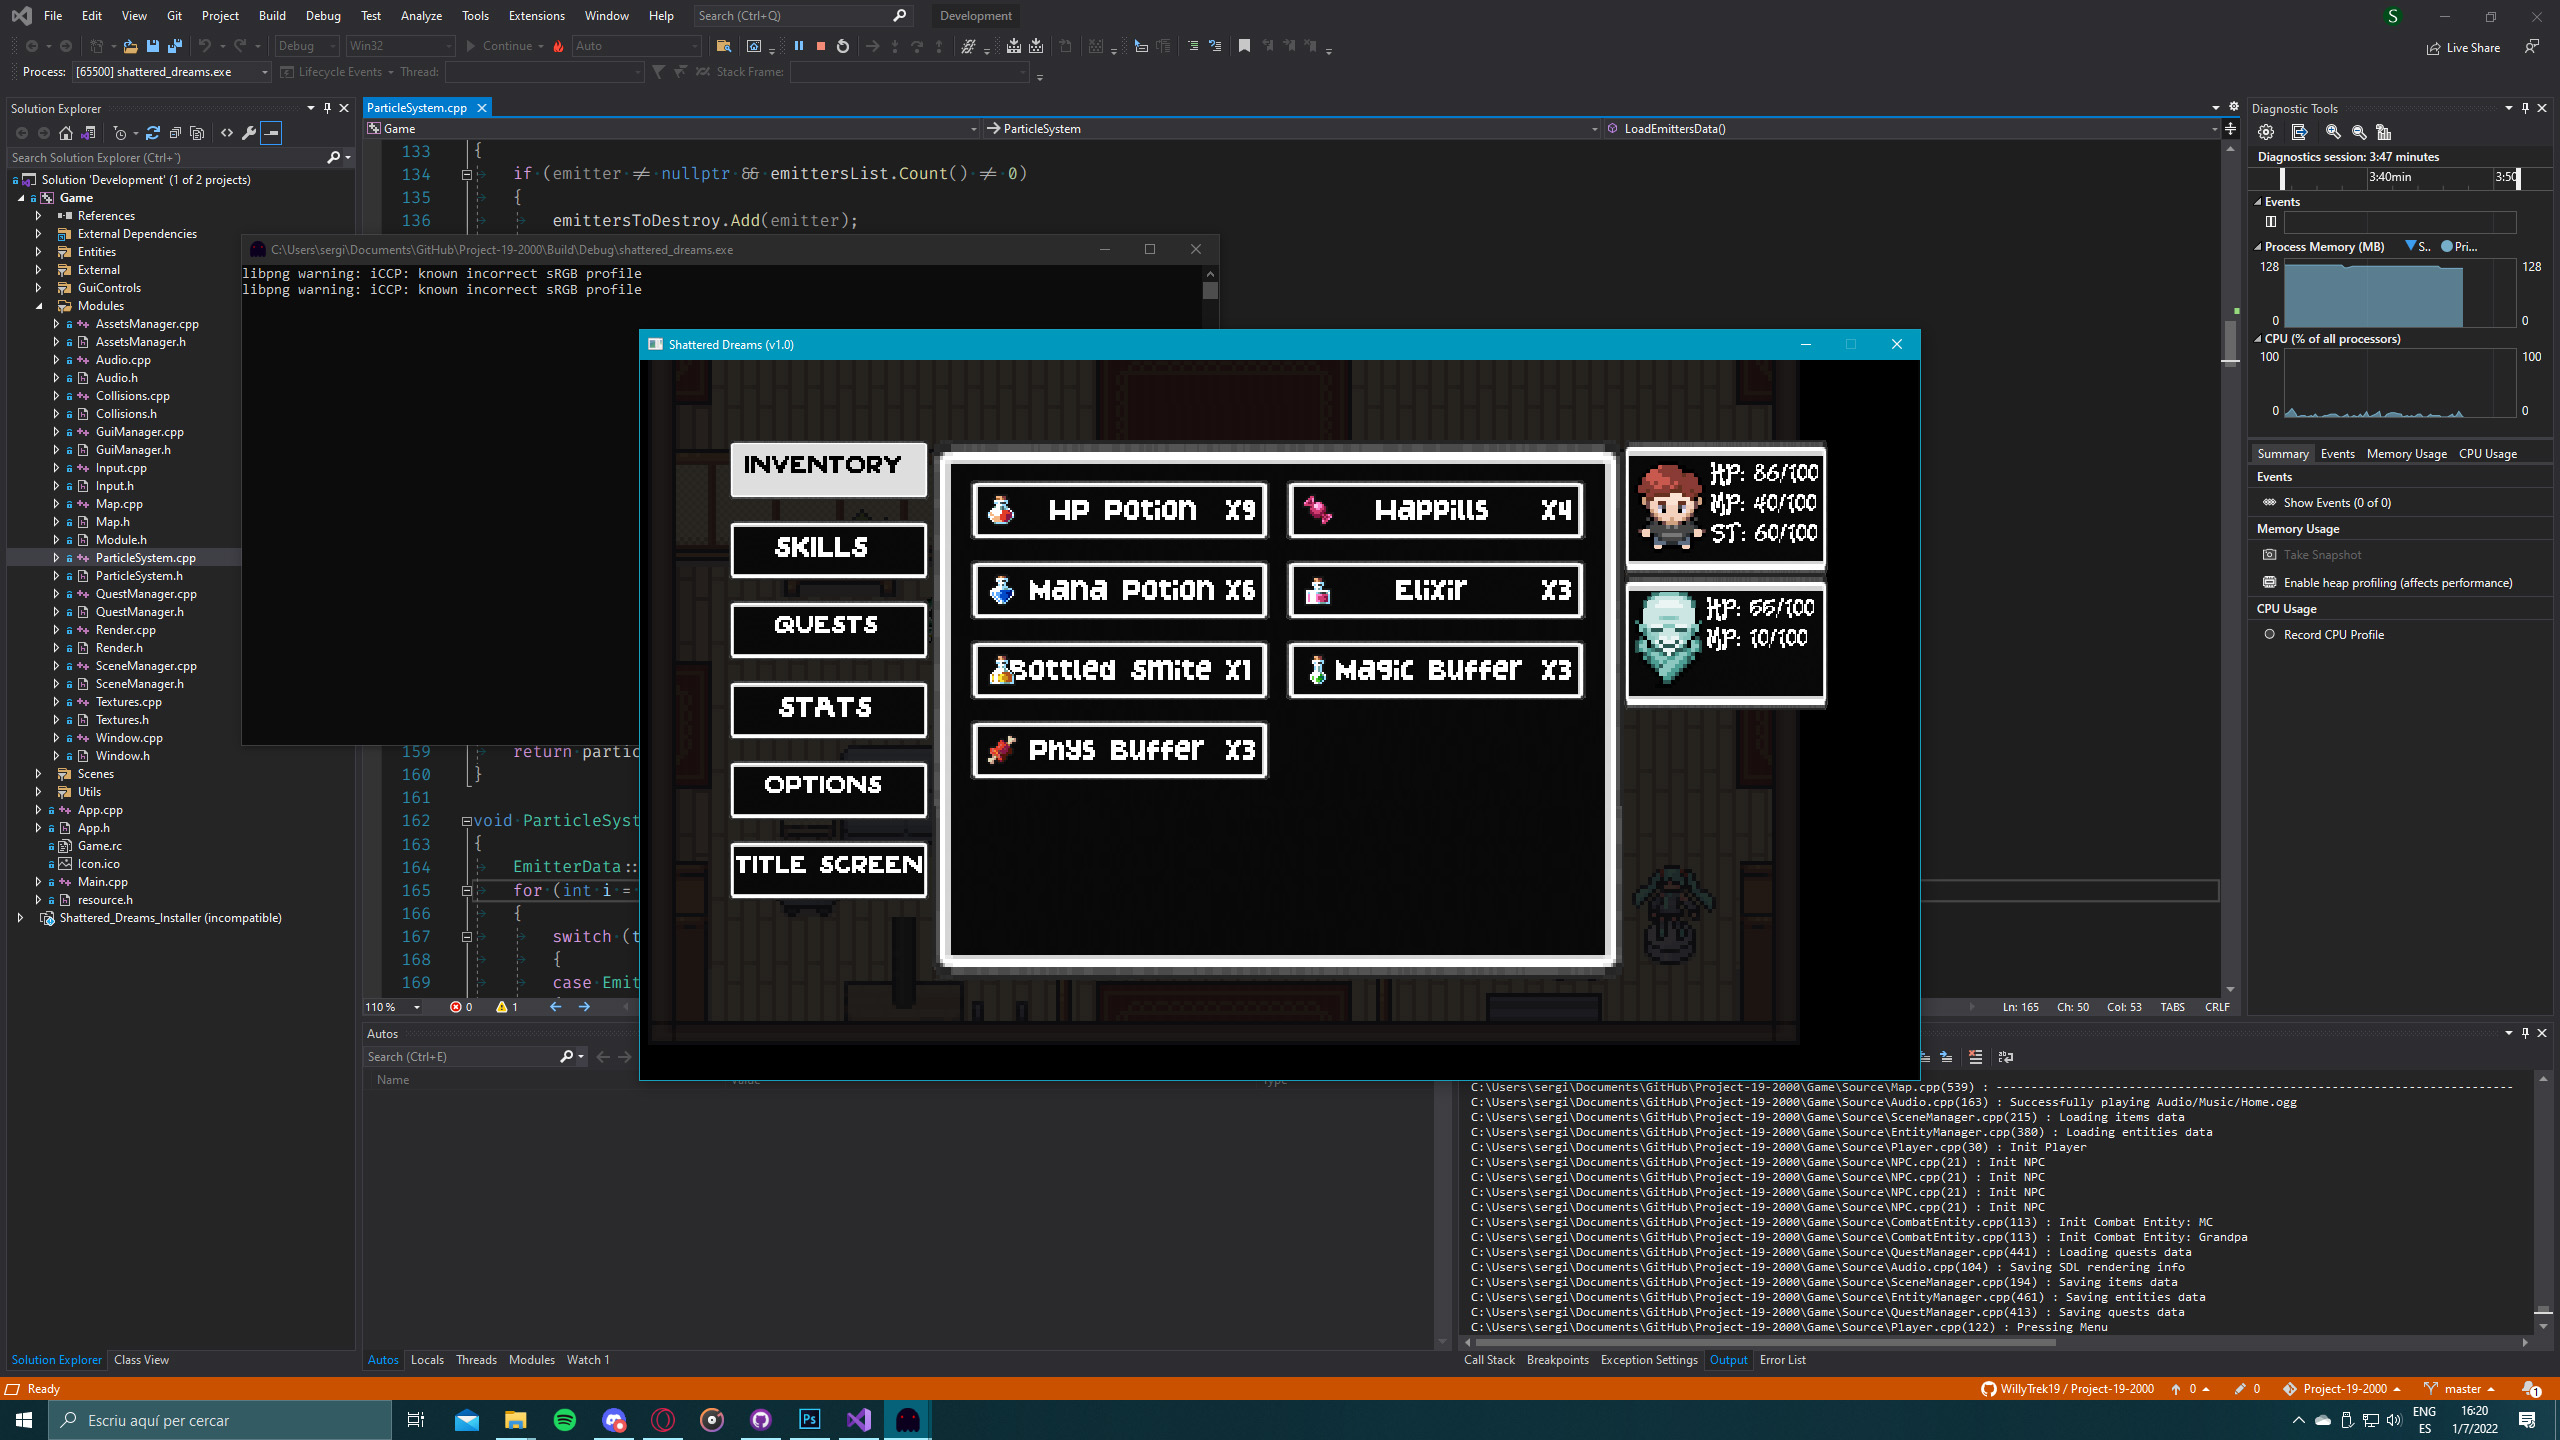 File Edit View Git Project Build Debug Test Analyze Tools Extensions Window Help Search (Ctrl+Q) Development S
Debug Win32 Continue Auto Live Share
Process: [65500] shattered_dreams.exe Lifecycle Events Thread: Stack Frame:
Solution Explorer
Search Solution Explorer (Ctrl+`)
Solution 'Development' (1 of 2 projects)
Game
References
External Dependencies
Entities
External
GuiControls
Modules
AssetsManager.cpp
AssetsManager.h
Audio.cpp
Audio.h
Collisions.cpp
Collisions.h
GuiManager.cpp
GuiManager.h
Input.cpp
Input.h
Map.cpp
Map.h
Module.h
ParticleSystem.cpp
ParticleSystem.h
QuestManager.cpp
QuestManager.h
Render.cpp
Render.h
SceneManager.cpp
SceneManager.h
Textures.cpp
Textures.h
Window.cpp
Window.h
Scenes
Utils
App.cpp
App.h
Game.rc
Icon.ico
Main.cpp
resource.h
Shattered_Dreams_Installer (incompatible)
Solution Explorer Class View
ParticleSystem.cpp
Game ParticleSystem LoadEmittersData()
133 {
134 if (emitter ≠ nullptr && emittersList.Count() ≠ 0)
135 {
136 emittersToDestroy.Add(emitter);
C:\Users\sergi\Documents\GitHub\Project-19-2000\Build\Debug\shattered_dreams.exe
libpng warning: iCCP: known incorrect sRGB profile
libpng warning: iCCP: known incorrect sRGB profile
159 return partic
160 }
161
162 void ParticleSyst
163 {
164 EmitterData::
165 for (int i =
166 {
167 switch (t
168 {
169 case Emit
110 % 0 1 Ln: 165 Ch: 50 Col: 53 TABS CRLF
Shattered Dreams (v1.0)
INVENTORY
SKILLS
QUESTS
STATS
OPTIONS
TITLE SCREEN
HP Potion X9
Happills X4
Mana Potion X6
Elixir X3
Bottled Smite X1
Magic Buffer X3
Phys Buffer X3
HP: 86/100
MP: 40/100
ST: 60/100
HP: 55/100
MP: 10/100
Diagnostic Tools
Diagnostics session: 3:47 minutes
3:40min 3:50
Events
Process Memory (MB) S.. Pri...
128 128
0 0
CPU (% of all processors)
100 100
0 0
Summary Events Memory Usage CPU Usage
Events
Show Events (0 of 0)
Memory Usage
Take Snapshot
Enable heap profiling (affects performance)
CPU Usage
Record CPU Profile
Autos
Search (Ctrl+E)
Name Value Type
Autos Locals Threads Modules Watch 1
C:\Users\sergi\Documents\GitHub\Project-19-2000\Game\Source\Map.cpp(539) : --------------------------------------------------------------------------
C:\Users\sergi\Documents\GitHub\Project-19-2000\Game\Source\Audio.cpp(163) : Successfully playing Audio/Music/Home.ogg
C:\Users\sergi\Documents\GitHub\Project-19-2000\Game\Source\SceneManager.cpp(215) : Loading items data
C:\Users\sergi\Documents\GitHub\Project-19-2000\Game\Source\EntityManager.cpp(380) : Loading entities data
C:\Users\sergi\Documents\GitHub\Project-19-2000\Game\Source\Player.cpp(30) : Init Player
C:\Users\sergi\Documents\GitHub\Project-19-2000\Game\Source\NPC.cpp(21) : Init NPC
C:\Users\sergi\Documents\GitHub\Project-19-2000\Game\Source\NPC.cpp(21) : Init NPC
C:\Users\sergi\Documents\GitHub\Project-19-2000\Game\Source\NPC.cpp(21) : Init NPC
C:\Users\sergi\Documents\GitHub\Project-19-2000\Game\Source\NPC.cpp(21) : Init NPC
C:\Users\sergi\Documents\GitHub\Project-19-2000\Game\Source\CombatEntity.cpp(113) : Init Combat Entity: MC
C:\Users\sergi\Documents\GitHub\Project-19-2000\Game\Source\CombatEntity.cpp(113) : Init Combat Entity: Grandpa
C:\Users\sergi\Documents\GitHub\Project-19-2000\Game\Source\QuestManager.cpp(441) : Loading quests data
C:\Users\sergi\Documents\GitHub\Project-19-2000\Game\Source\Audio.cpp(104) : Saving SDL rendering info
C:\Users\sergi\Documents\GitHub\Project-19-2000\Game\Source\SceneManager.cpp(194) : Saving items data
C:\Users\sergi\Documents\GitHub\Project-19-2000\Game\Source\EntityManager.cpp(461) : Saving entities data
C:\Users\sergi\Documents\GitHub\Project-19-2000\Game\Source\QuestManager.cpp(413) : Saving quests data
C:\Users\sergi\Documents\GitHub\Project-19-2000\Game\Source\Player.cpp(122) : Pressing Menu
Call Stack Breakpoints Exception Settings Output Error List
Ready WillyTrek19 / Project-19-2000 0 0 Project-19-2000 master 1
Escriu aquí per cercar Ps ENG 16:20
ES 1/7/2022